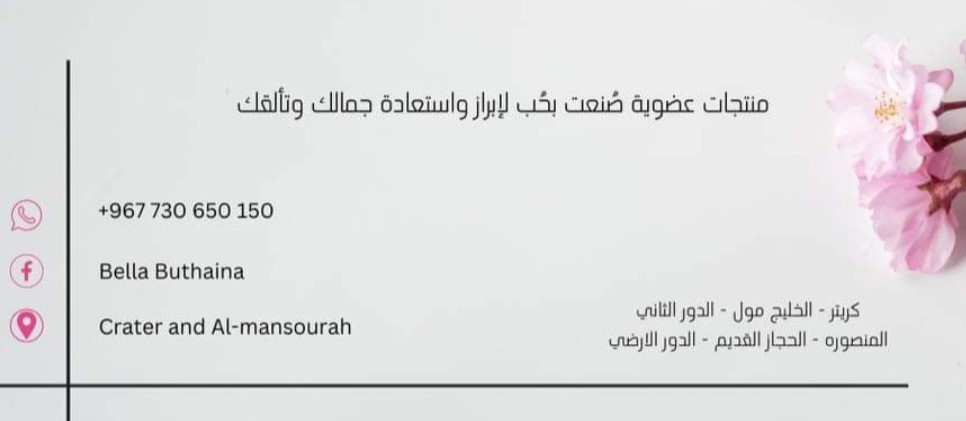 منتجات عضوية صُنعت بحُب لإبراز واستعادة جمالك وتألقك
+967 730 650 150
Bella Buthaina
Crater and Al-mansourah
كريتر - الخليج مول - الدور الثاني
المنصوره - الحجاز القديم - الدور الارضي